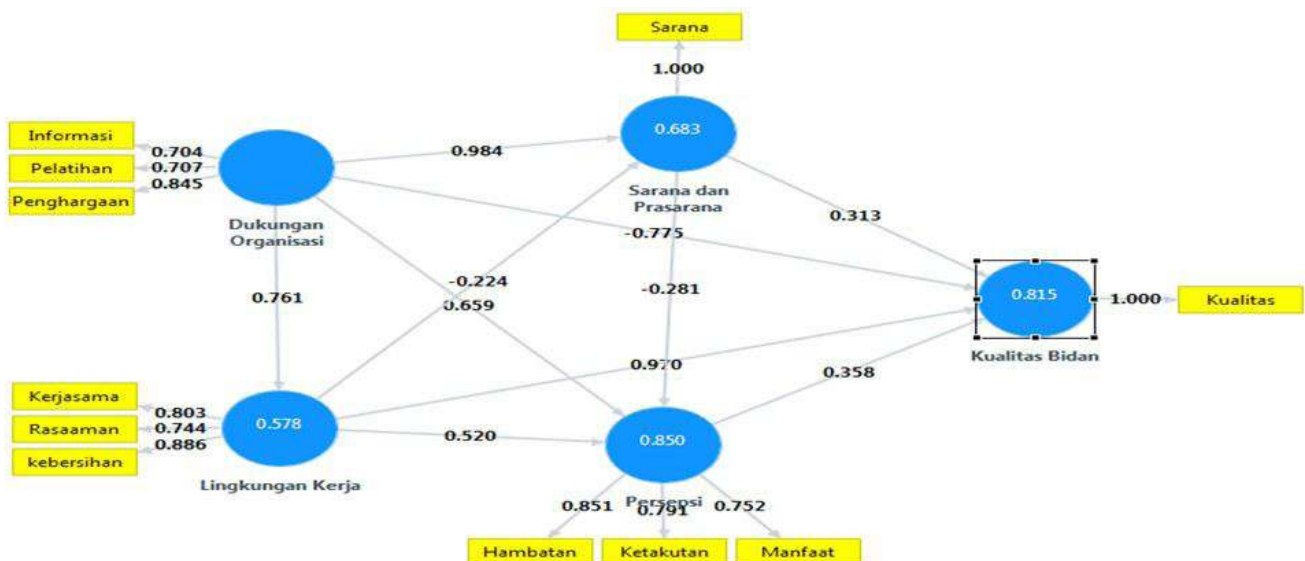 Sarana
1.000
0.683
Sarana dan
Prasarana
Informasi
Pelatihan
Penghargaan
0.704
0.707
0.845
Dukungan
Organisasi
0.984
0.313
-0.775
-0.224
0.659
0.761
-0.281
0.815
1.000
Kualitas
Kualitas Bidan
0.970
0.358
Kerjasama
Rasaaman
kebersihan
0.803
0.744
0.886
0.578
Lingkungan Kerja
0.520
0.850
Persepsi
0.851
0.791
0.752
Hambatan
Ketakutan
Manfaat